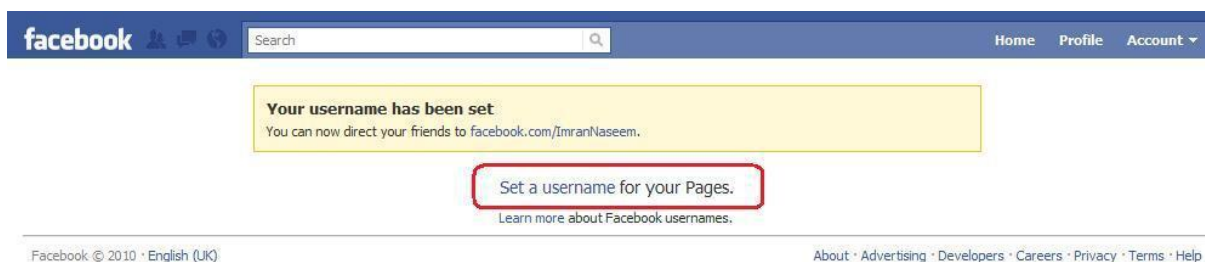 facebook Search Home Profile Account
Your username has been set
You can now direct your friends to facebook.com/ImranNaseem.
Set a username for your Pages.
Learn more about Facebook usernames.
Facebook © 2010 · English (UK) About · Advertising · Developers · Careers · Privacy · Terms · Help